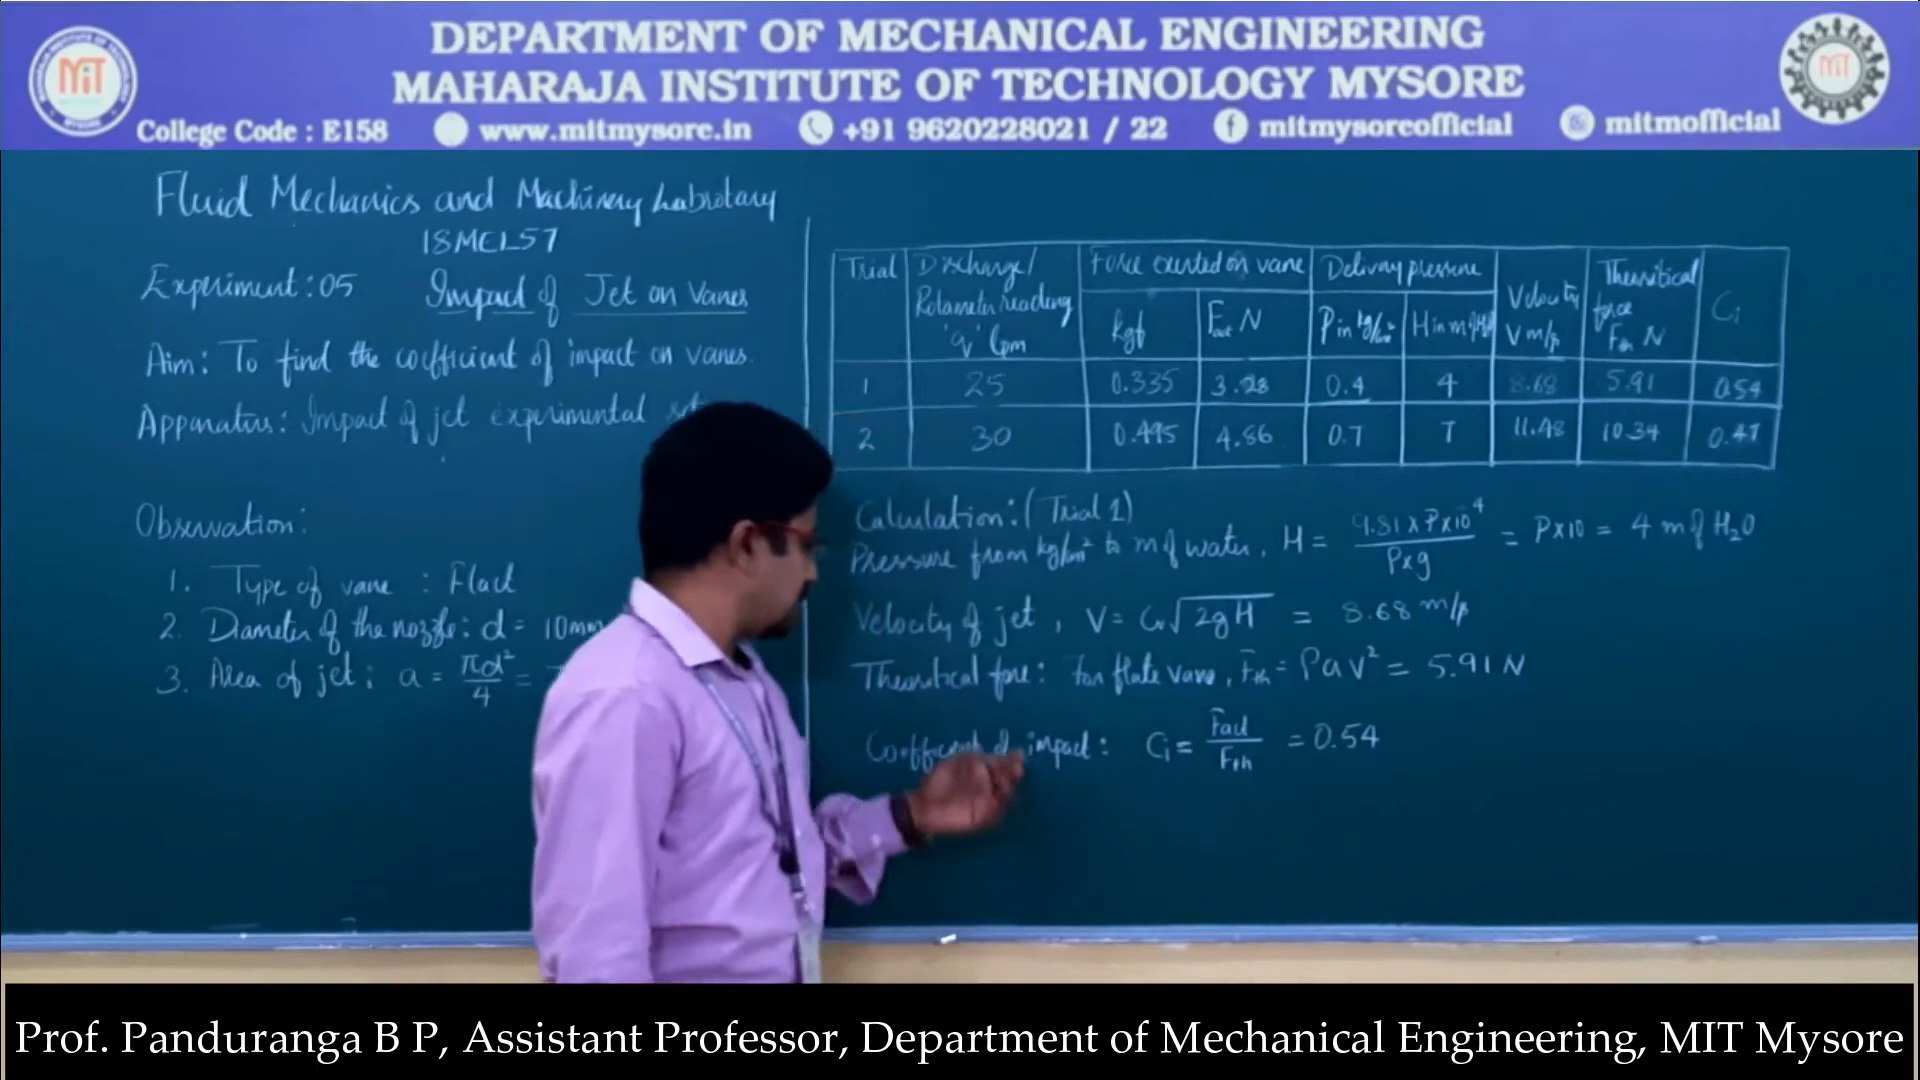 DEPARTMENT OF MECHANICAL ENGINEERING
MAHARAJA INSTITUTE OF TECHNOLOGY MYSORE
College Code : E158 www.mitmysore.in +91 9620228021 / 22 mitmysoreofficial mitmofficial
MIT
MIT
Fluid Mechanics and Machinery Labrotary
18MEL57
Experiment: 05 Impact of Jet on Vanes
Aim: To find the coefficient of impact on vanes.
Apparatus: Impact of jet experimental
Observation:
1. Type of vane : Flat
2. Diameter of the nozzle: d = 10mm
3. Area of jet: a = πd²/4 =
Trial Discharge/ Rotameter reading 'q' lpm Force exerted on vane Delivery pressure Velocity V m/s Theoritical force Fth N Ci
kgf Fact N P in kg/cm² H in m of H2O
1 25 0.335 3.28 0.4 4 8.68 5.91 0.54
2 30 0.495 4.86 0.7 7 11.48 10.34 0.47
Calculation: (Trial 1)
Pressure from kg/cm² to m of water, H = 9.81 x P x 10⁴ / ρxg = P x 10 = 4 m of H2O
Velocity of jet, V = Cv√2gH = 8.68 m/s
Theoritical force: for flate vane, Fth = ρav² = 5.91 N
Coefficient of impact: Ci = Fact/Fth = 0.54
Prof. Panduranga B P, Assistant Professor, Department of Mechanical Engineering, MIT Mysore